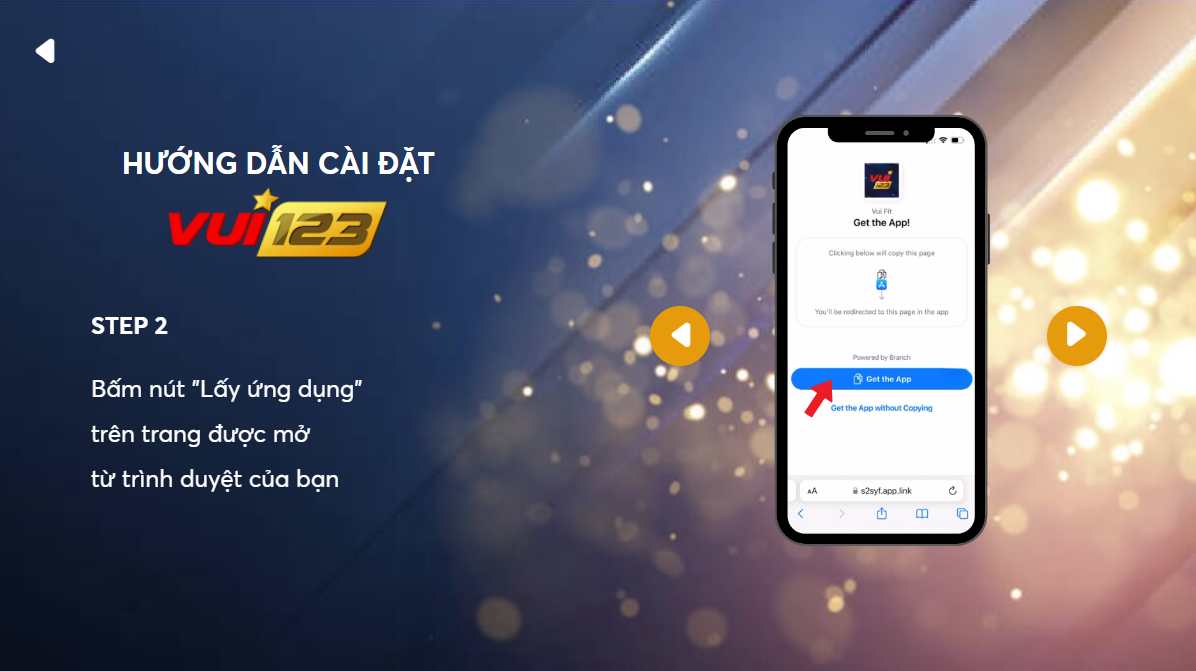 HƯỚNG DẪN CÀI ĐẶT
VUI123
STEP 2
Bấm nút "Lấy ứng dụng"
trên trang được mở
từ trình duyệt của bạn
VUI
123
Vui Fit
Get the App!
Clicking below will copy this page
You'll be redirected to this page in the app
Powered by Branch
Get the App
Get the App without Copying
AA s2syf.app.link